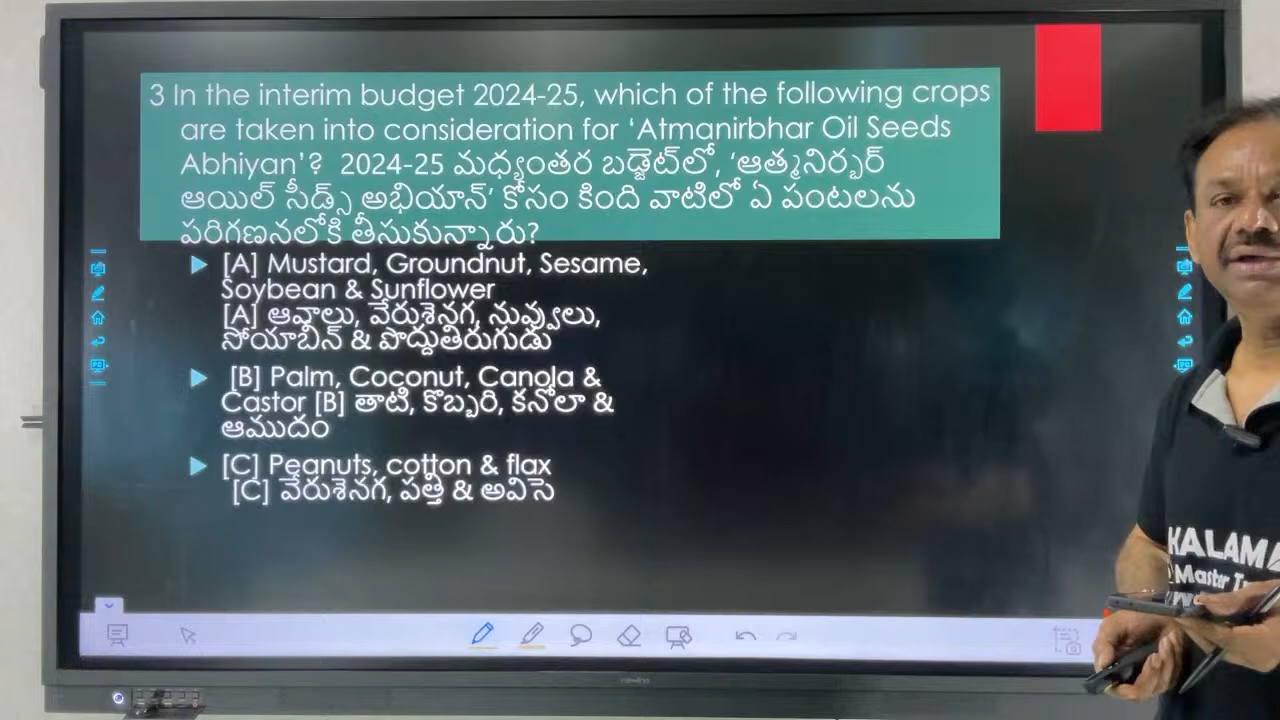 3 In the interim budget 2024-25, which of the following crops
are taken into consideration for ‘Atmanirbhar Oil Seeds
Abhiyan’? 2024-25 మధ్యంతర బడ్జెట్‌లో, ‘ఆత్మనిర్భర్
ఆయిల్ సీడ్స్ అభియాన్’ కోసం కింది వాటిలో ఏ పంటలను
పరిగణనలోకి తీసుకున్నారు?
[A] Mustard, Groundnut, Sesame,
Soybean & Sunflower
[A] ఆవాలు, వేరుశెనగ, నువ్వులు,
సోయాబీన్ & పొద్దుతిరుగుడు
[B] Palm, Coconut, Canola &
Castor [B] తాటి, కొబ్బరి, కనోలా &
ఆముదం
[C] Peanuts, cotton & flax
[C] వేరుశెనగ, పత్తి & అవిసె
KALAM
Master
newline